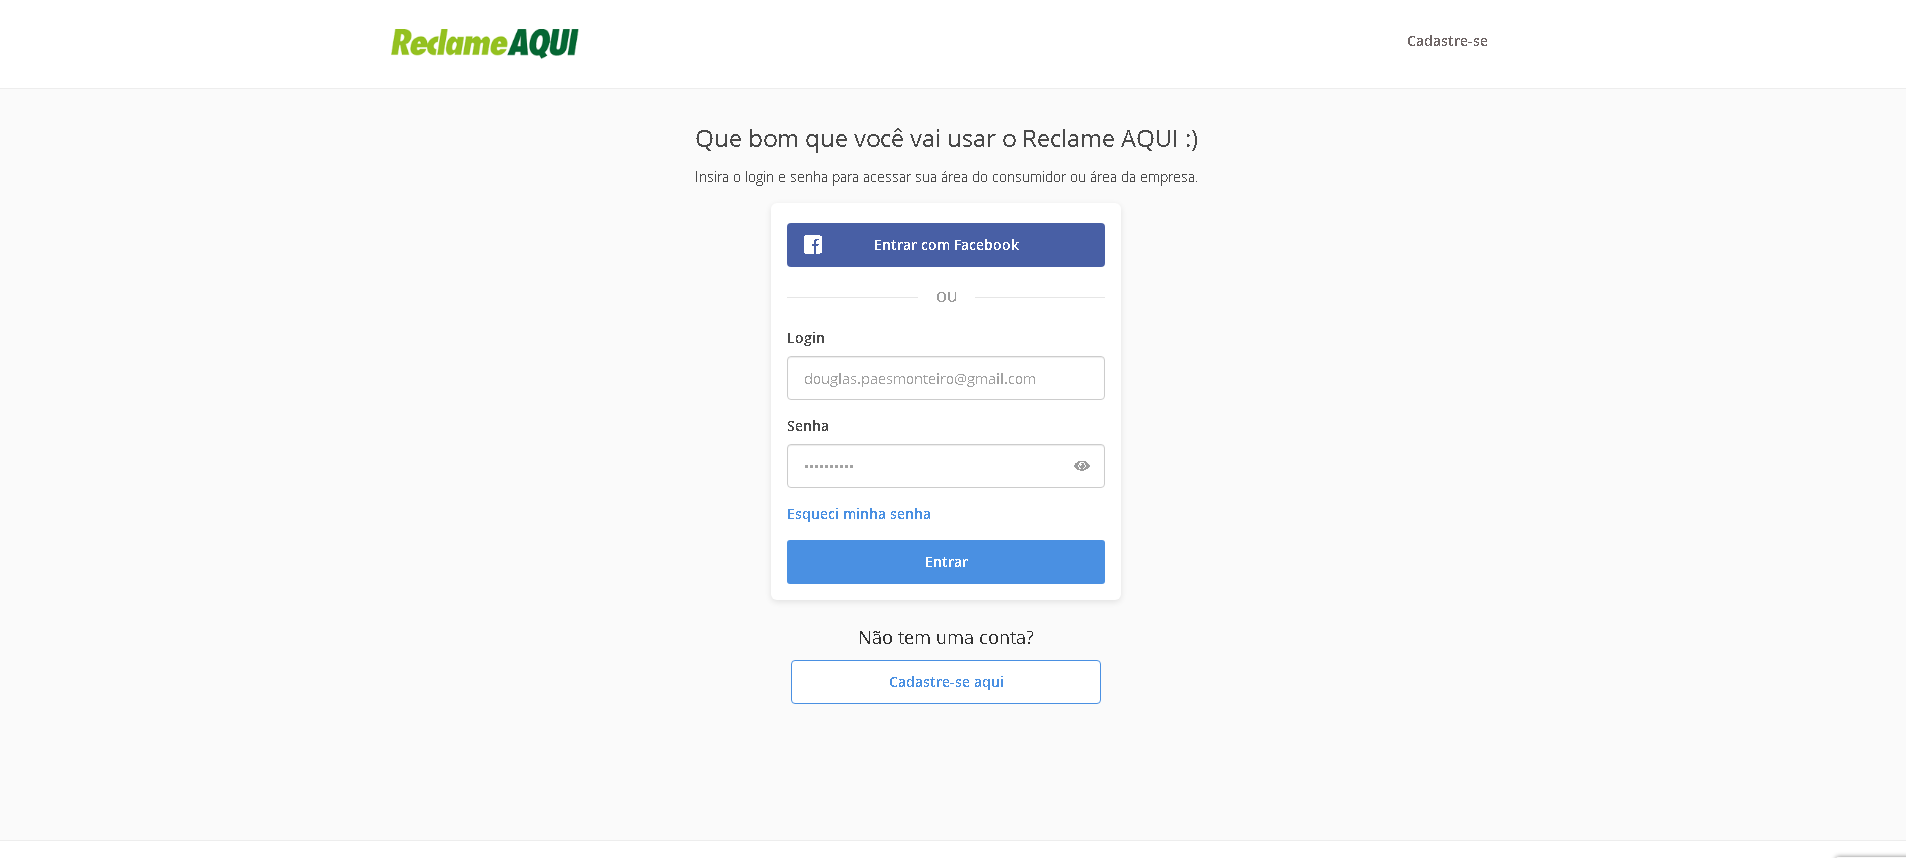 ReclameAQUI
Cadastre-se
Que bom que você vai usar o Reclame AQUI :)
Insira o login e senha para acessar sua área do consumidor ou área da empresa.
Entrar com Facebook
OU
Login
douglas.paesmonteiro@gmail.com
Senha
••••••••••
Esqueci minha senha
Entrar
Não tem uma conta?
Cadastre-se aqui